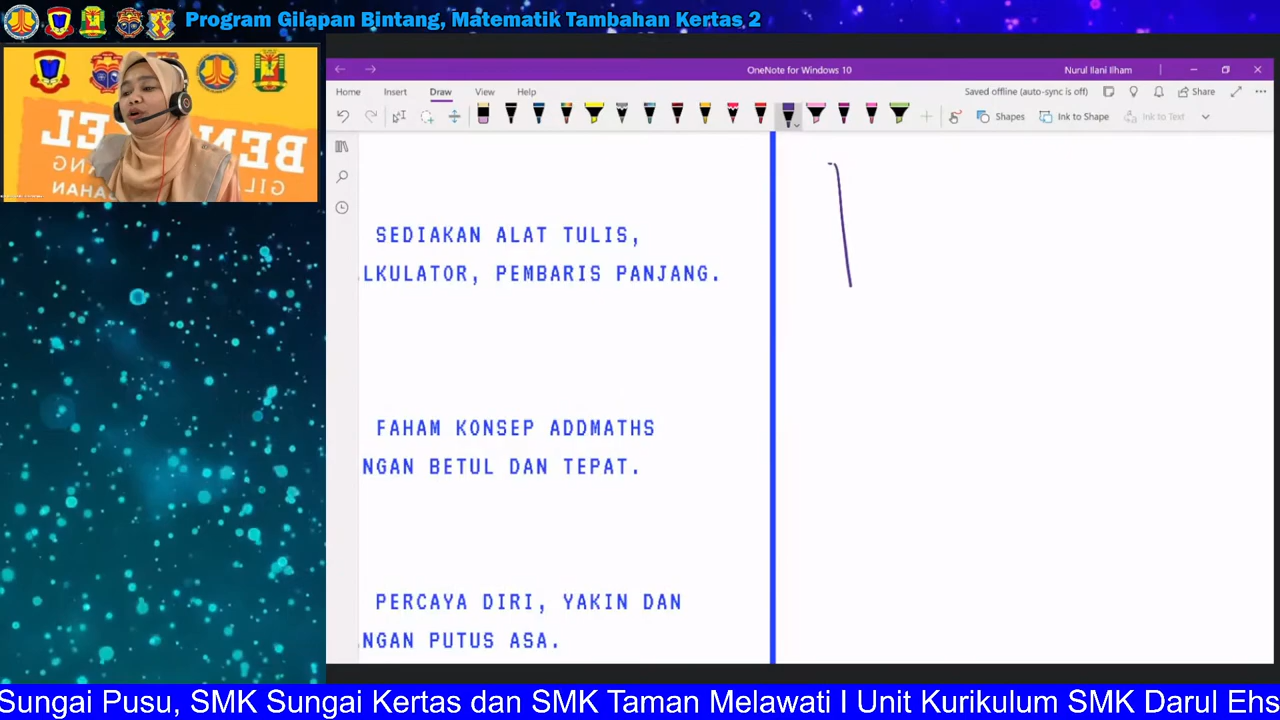 Program Gilapan Bintang, Matematik Tambahan Kertas 2
OneNote for Windows 10
Nurul Ilani Ilham
Home Insert Draw View Help
Saved offline (auto-sync is off)
Share
Shapes
Ink to Shape
Ink to Text
SEDIAKAN ALAT TULIS,
LKULATOR, PEMBARIS PANJANG.
FAHAM KONSEP ADDMATHS
NGAN BETUL DAN TEPAT.
PERCAYA DIRI, YAKIN DAN
NGAN PUTUS ASA.
Sungai Pusu, SMK Sungai Kertas dan SMK Taman Melawati I Unit Kurikulum SMK Darul Ehs